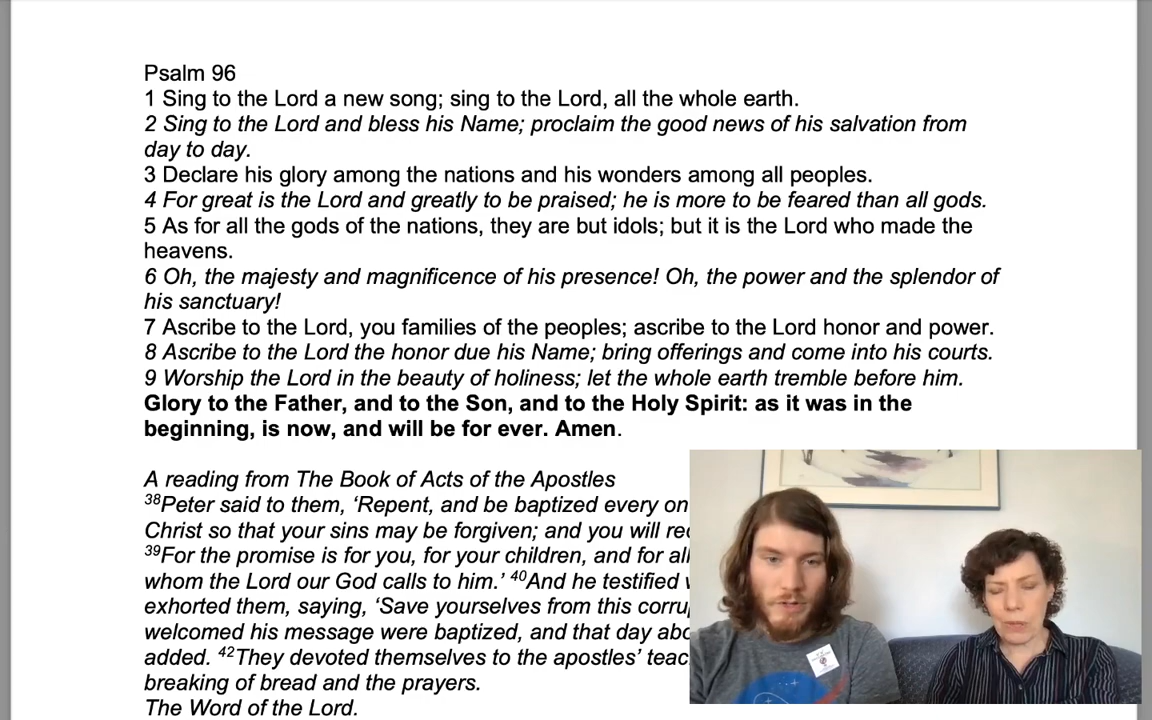 Psalm 96
1 Sing to the Lord a new song; sing to the Lord, all the whole earth.
2 Sing to the Lord and bless his Name; proclaim the good news of his salvation from
day to day.
3 Declare his glory among the nations and his wonders among all peoples.
4 For great is the Lord and greatly to be praised; he is more to be feared than all gods.
5 As for all the gods of the nations, they are but idols; but it is the Lord who made the
heavens.
6 Oh, the majesty and magnificence of his presence! Oh, the power and the splendor of
his sanctuary!
7 Ascribe to the Lord, you families of the peoples; ascribe to the Lord honor and power.
8 Ascribe to the Lord the honor due his Name; bring offerings and come into his courts.
9 Worship the Lord in the beauty of holiness; let the whole earth tremble before him.
Glory to the Father, and to the Son, and to the Holy Spirit: as it was in the
beginning, is now, and will be for ever. Amen.
A reading from The Book of Acts of the Apostles
³⁸Peter said to them, ‘Repent, and be baptized every on
Christ so that your sins may be forgiven; and you will
³⁹For the promise is for you, for your children, and for all
whom the Lord our God calls to him.’ ⁴⁰And he testified
exhorted them, saying, ‘Save yourselves from this
welcomed his message were baptized, and that day
added. ⁴²They devoted themselves to the apostles’
breaking of bread and the prayers.
The Word of the Lord.